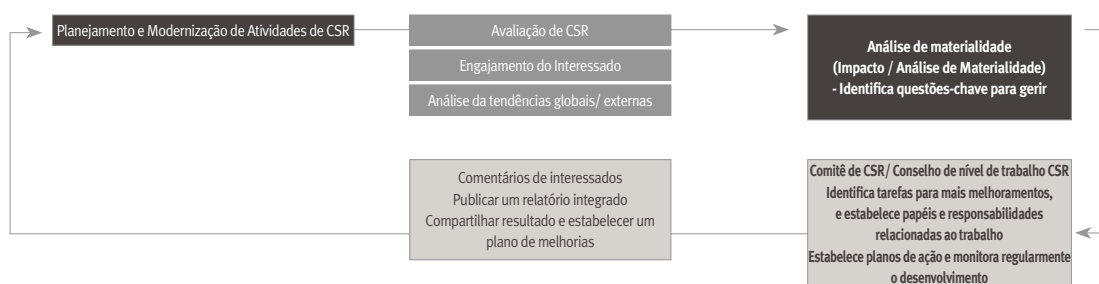 Planejamento e Modernização de Atividades de CSR
Avaliação de CSR
Engajamento do Interessado
Análise da tendências globais/ externas
Análise de materialidade
(Impacto / Análise de Materialidade)
- Identifica questões-chave para gerir
Comentários de interessados
Publicar um relatório integrado
Compartilhar resultado e estabelecer um
plano de melhorias
Comitê de CSR/ Conselho de nível de trabalho CSR
Identifica tarefas para mais melhoramentos,
e estabelece papéis e responsabilidades
relacionadas ao trabalho
Estabelece planos de ação e monitora regularmente
o desenvolvimento